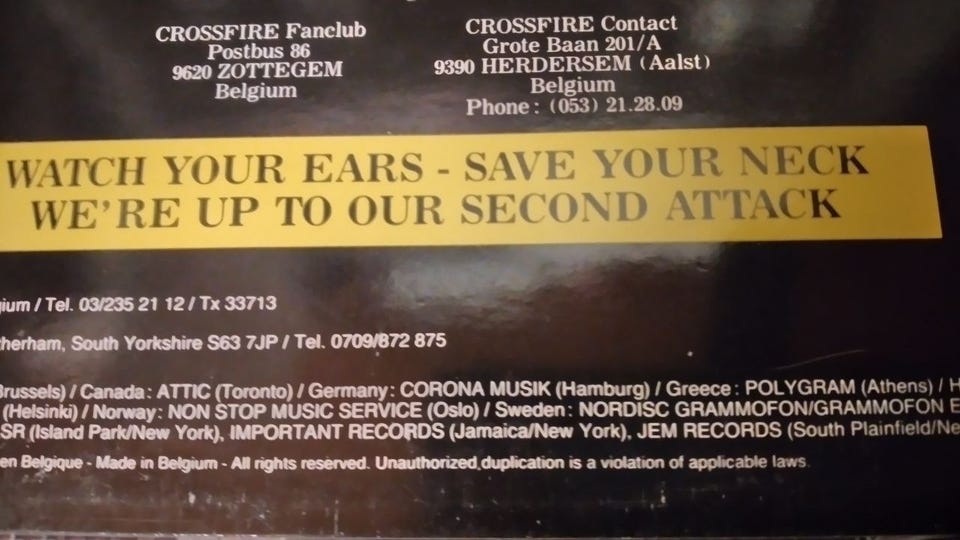 CROSSFIRE Fanclub
Postbus 86
9620 ZOTTEGEM
Belgium
CROSSFIRE Contact
Grote Baan 201/A
9390 HERDERSEM (Aalst)
Belgium
Phone : (053) 21.28.09
WATCH YOUR EARS - SAVE YOUR NECK
WE'RE UP TO OUR SECOND ATTACK
gium / Tel. 03/235 21 12 / Tx 33713
therham, South Yorkshire S63 7JP / Tel. 0709/872 875
Brussels) / Canada : ATTIC (Toronto) / Germany : CORONA MUSIK (Hamburg) / Greece : POLYGRAM (Athens) / H
(Helsinki) / Norway : NON STOP MUSIC SERVICE (Oslo) / Sweden : NORDISC GRAMMOFON/GRAMMOFON E
SR (Island Park/New York), IMPORTANT RECORDS (Jamaica/New York), JEM RECORDS (South Plainfield/Ne
en Belgique - Made in Belgium - All rights reserved. Unauthorized duplication is a violation of applicable laws.